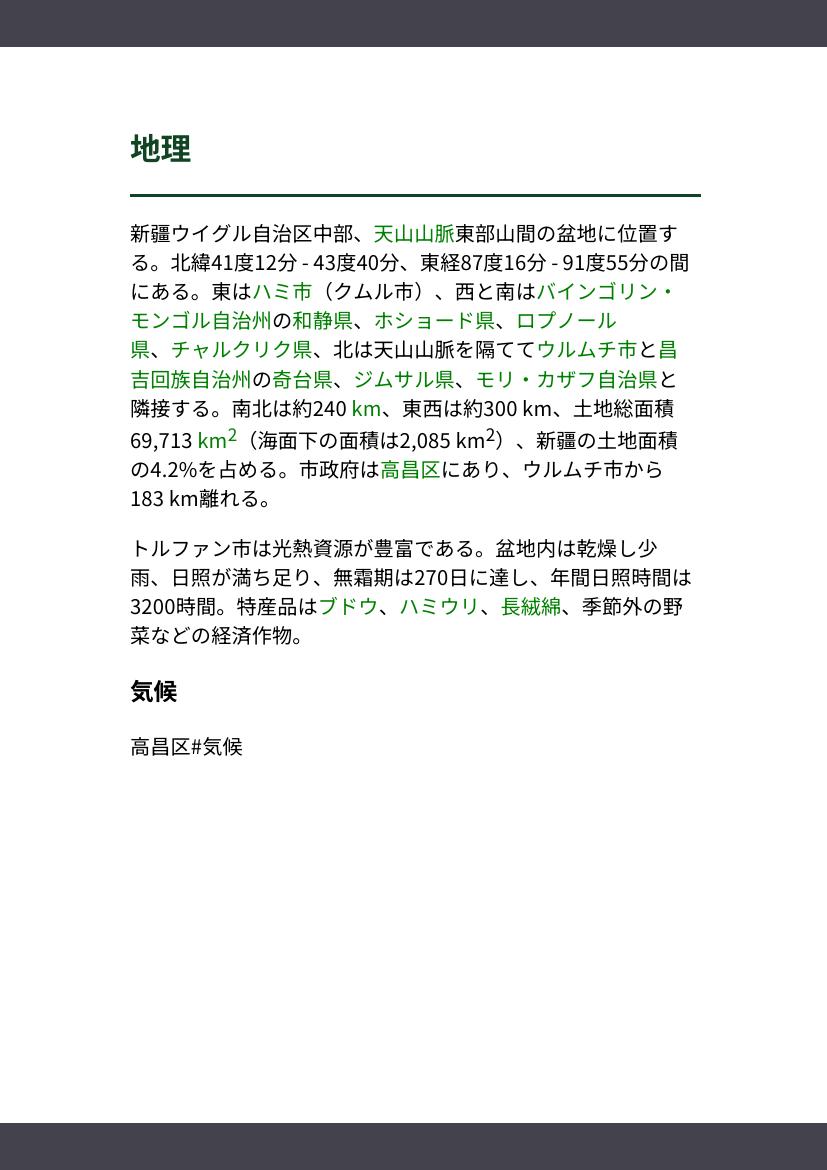 地理
新疆ウイグル自治区中部、天山山脈東部山間の盆地に位置す
る。北緯41度12分 - 43度40分、東経87度16分 - 91度55分の間
にある。東はハミ市（クムル市）、西と南はバインゴリン・
モンゴル自治州の和静県、ホショード県、ロプノール
県、チャルクリク県、北は天山山脈を隔ててウルムチ市と昌
吉回族自治州の奇台県、ジムサル県、モリ・カザフ自治県と
隣接する。南北は約240 km、東西は約300 km、土地総面積
69,713 km²（海面下の面積は2,085 km²）、新疆の土地面積
の4.2%を占める。市政府は高昌区にあり、ウルムチ市から
183 km離れる。
トルファン市は光熱資源が豊富である。盆地内は乾燥し少
雨、日照が満ち足り、無霜期は270日に達し、年間日照時間は
3200時間。特産品はブドウ、ハミウリ、長絨綿、季節外の野
菜などの経済作物。
気候
高昌区#気候